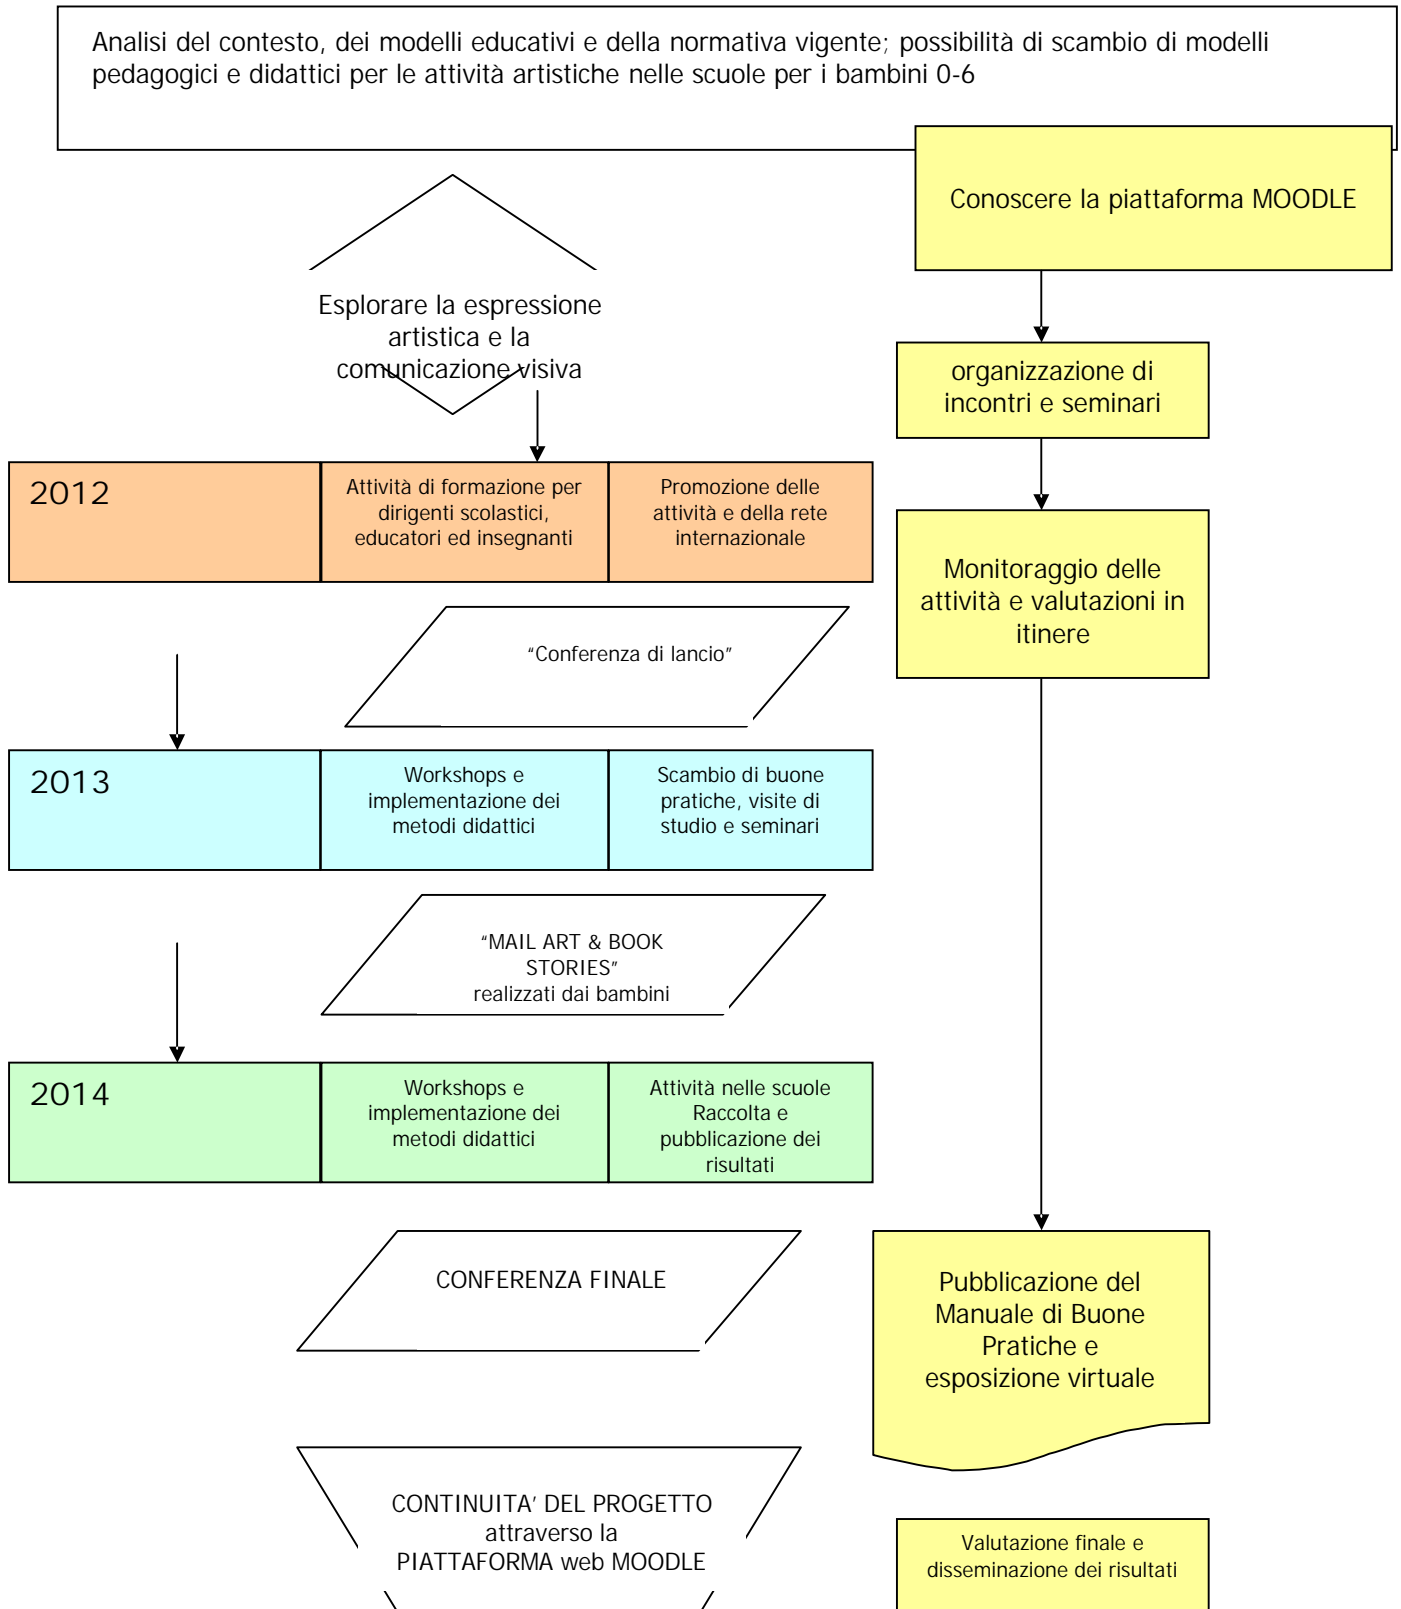 Analisi del contesto, dei modelli educativi e della normativa vigente; possibilità di scambio di modelli
pedagogici e didattici per le attività artistiche nelle scuole per i bambini 0-6
Conoscere la piattaforma MOODLE
Esplorare la espressione
artistica e la
comunicazione visiva
organizzazione di
incontri e seminari
2012
Attività di formazione per
dirigenti scolastici,
educatori ed insegnanti
Promozione delle
attività e della rete
internazionale
Monitoraggio delle
attività e valutazioni in
itinere
"Conferenza di lancio"
2013
Workshops e
implementazione dei
metodi didattici
Scambio di buone
pratiche, visite di
studio e seminari
"MAIL ART & BOOK
STORIES"
realizzati dai bambini
2014
Workshops e
implementazione dei
metodi didattici
Attività nelle scuole
Raccolta e
pubblicazione dei
risultati
CONFERENZA FINALE
Pubblicazione del
Manuale di Buone
Pratiche e
esposizione virtuale
CONTINUITA' DEL PROGETTO
attraverso la
PIATTAFORMA web MOODLE
Valutazione finale e
disseminazione dei risultati